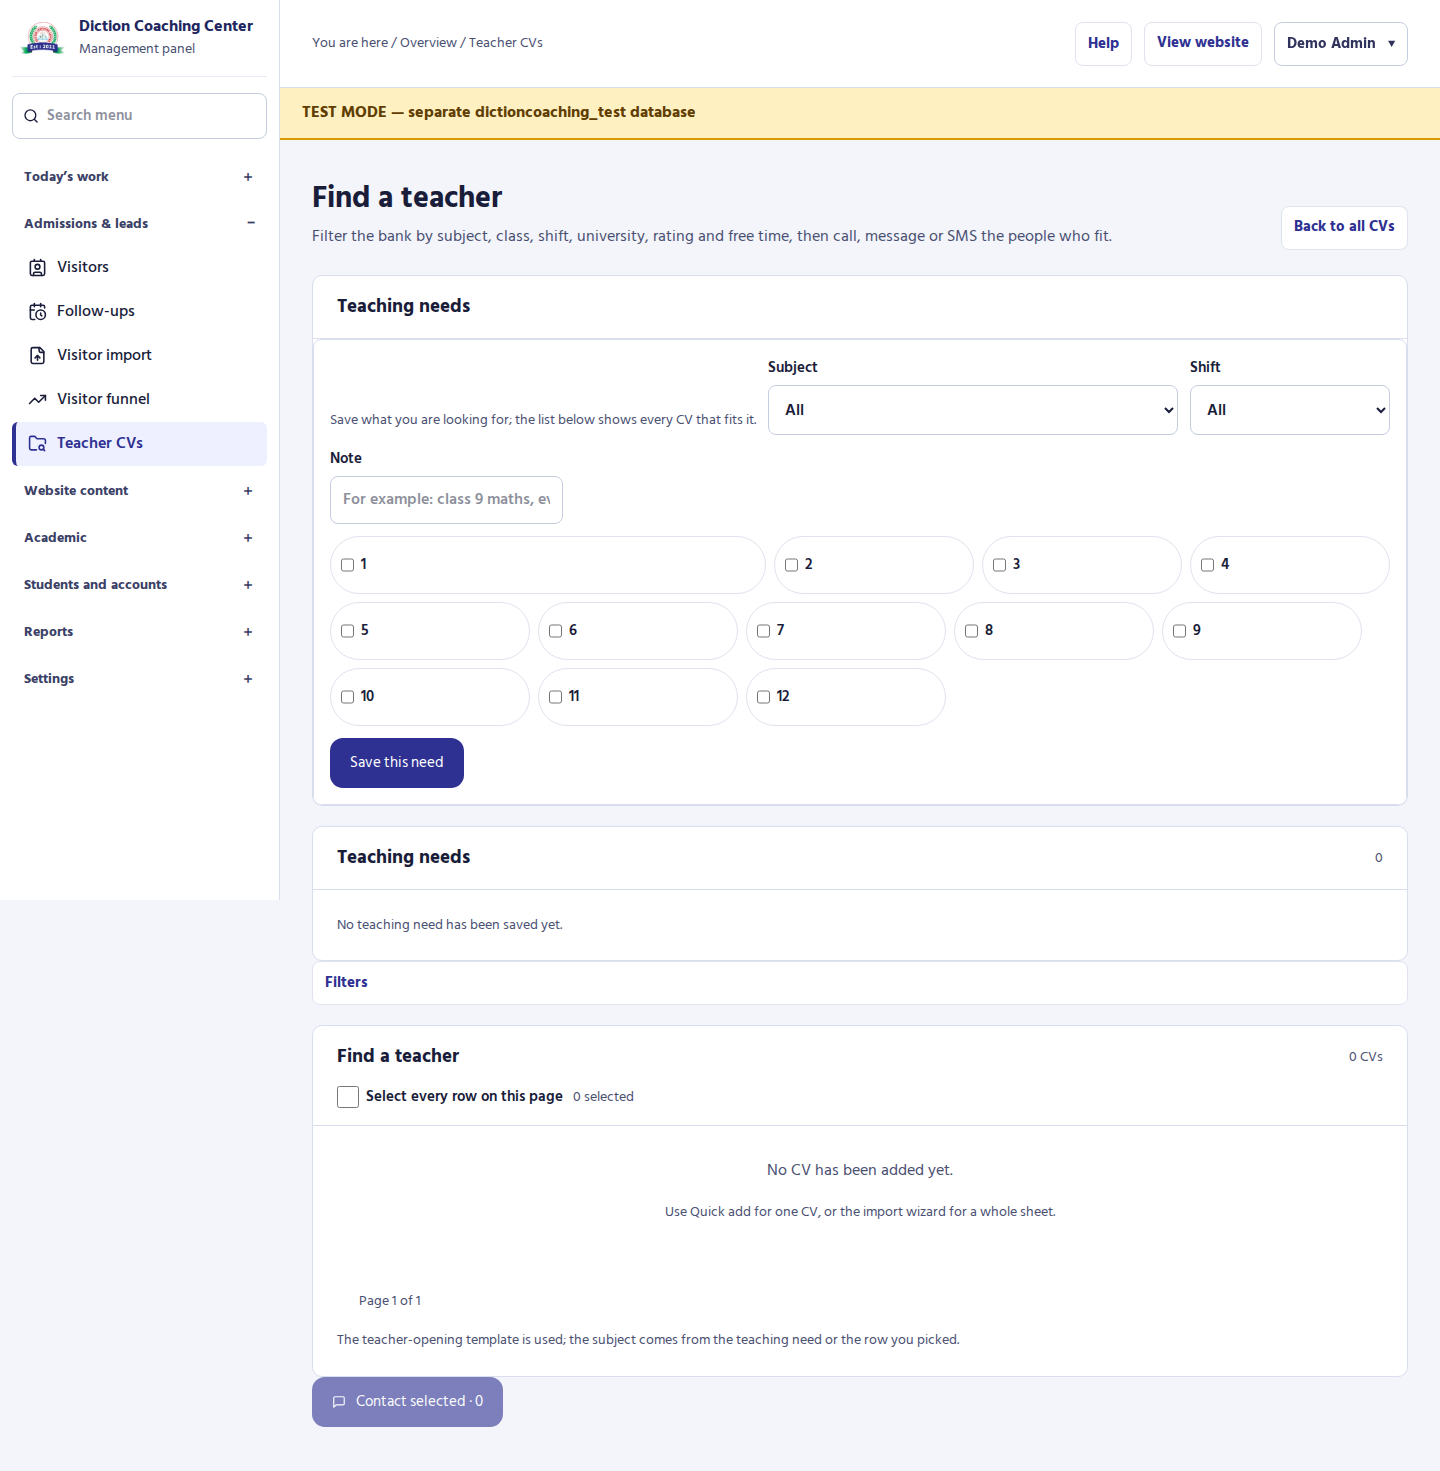 Diction Coaching Center
Management panel
Est : 2011
Search menu
Today's work +
Admissions & leads −
Visitors
Follow-ups
Visitor import
Visitor funnel
Teacher CVs
Website content +
Academic +
Students and accounts +
Reports +
Settings +
You are here / Overview / Teacher CVs
Help
View website
Demo Admin ▾
TEST MODE — separate dictioncoaching_test database
Find a teacher
Filter the bank by subject, class, shift, university, rating and free time, then call, message or SMS the people who fit.
Back to all CVs
Teaching needs
Save what you are looking for; the list below shows every CV that fits it.
Subject
All
Shift
All
Note
For example: class 9 maths, ev
1
2
3
4
5
6
7
8
9
10
11
12
Save this need
Teaching needs 0
No teaching need has been saved yet.
Filters
Find a teacher 0 CVs
Select every row on this page 0 selected
No CV has been added yet.
Use Quick add for one CV, or the import wizard for a whole sheet.
Page 1 of 1
The teacher-opening template is used; the subject comes from the teaching need or the row you picked.
Contact selected · 0